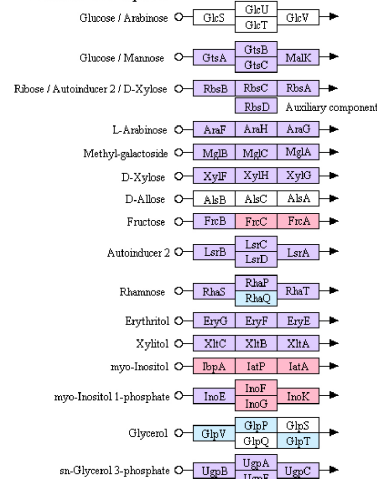 Glucose / Arabinose GlcS GlcU GlcT GlcV
Glucose / Mannose GtsA GtsB GtsC MalK
Ribose / Autoinducer 2 / D-Xylose RbsB RbsC RbsA
RbsD Auxiliary component
L-Arabinose AraF AraH AraG
Methyl-galactoside MglB MglC MglA
D-Xylose XylF XylH XylG
D-Allose AlsB AlsC AlsA
Fructose FrcB FrcC FrcA
Autoinducer 2 LsrB LsrC LsrD LsrA
Rhamnose RhaS RhaP RhaQ RhaT
Erythritol EryG EryF EryE
Xylitol XltC XltB XltA
myo-Inositol IbpA IatP IatA
myo-Inositol 1-phosphate InoE InoF InoG InoK
Glycerol GlpV GlpP GlpQ GlpS GlpT
sn-Glycerol 3-phosphate UgpB UgpA UgpC